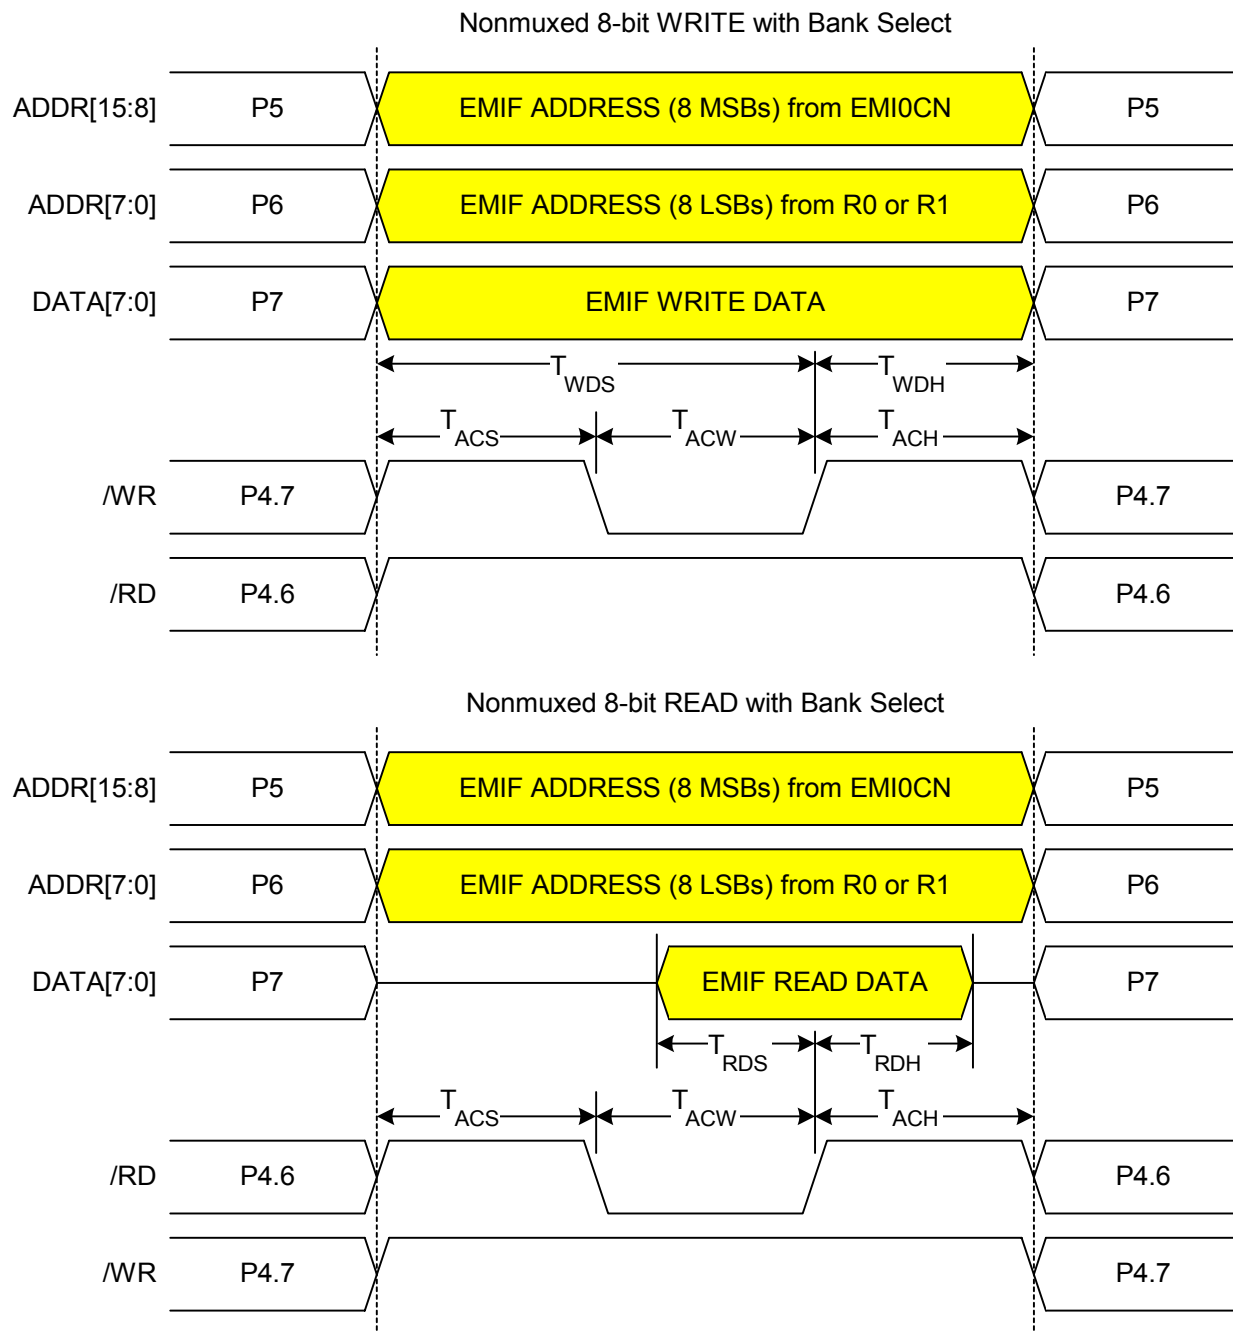 Nonmuxed 8-bit WRITE with Bank Select
ADDR[15:8] P5 EMIF ADDRESS (8 MSBs) from EMI0CN P5
ADDR[7:0] P6 EMIF ADDRESS (8 LSBs) from R0 or R1 P6
DATA[7:0] P7 EMIF WRITE DATA P7
TWDS TWDH
TACS TACW TACH
/WR P4.7 P4.7
/RD P4.6 P4.6
Nonmuxed 8-bit READ with Bank Select
ADDR[15:8] P5 EMIF ADDRESS (8 MSBs) from EMI0CN P5
ADDR[7:0] P6 EMIF ADDRESS (8 LSBs) from R0 or R1 P6
DATA[7:0] P7 EMIF READ DATA P7
TRDS TRDH
TACS TACW TACH
/RD P4.6 P4.6
/WR P4.7 P4.7